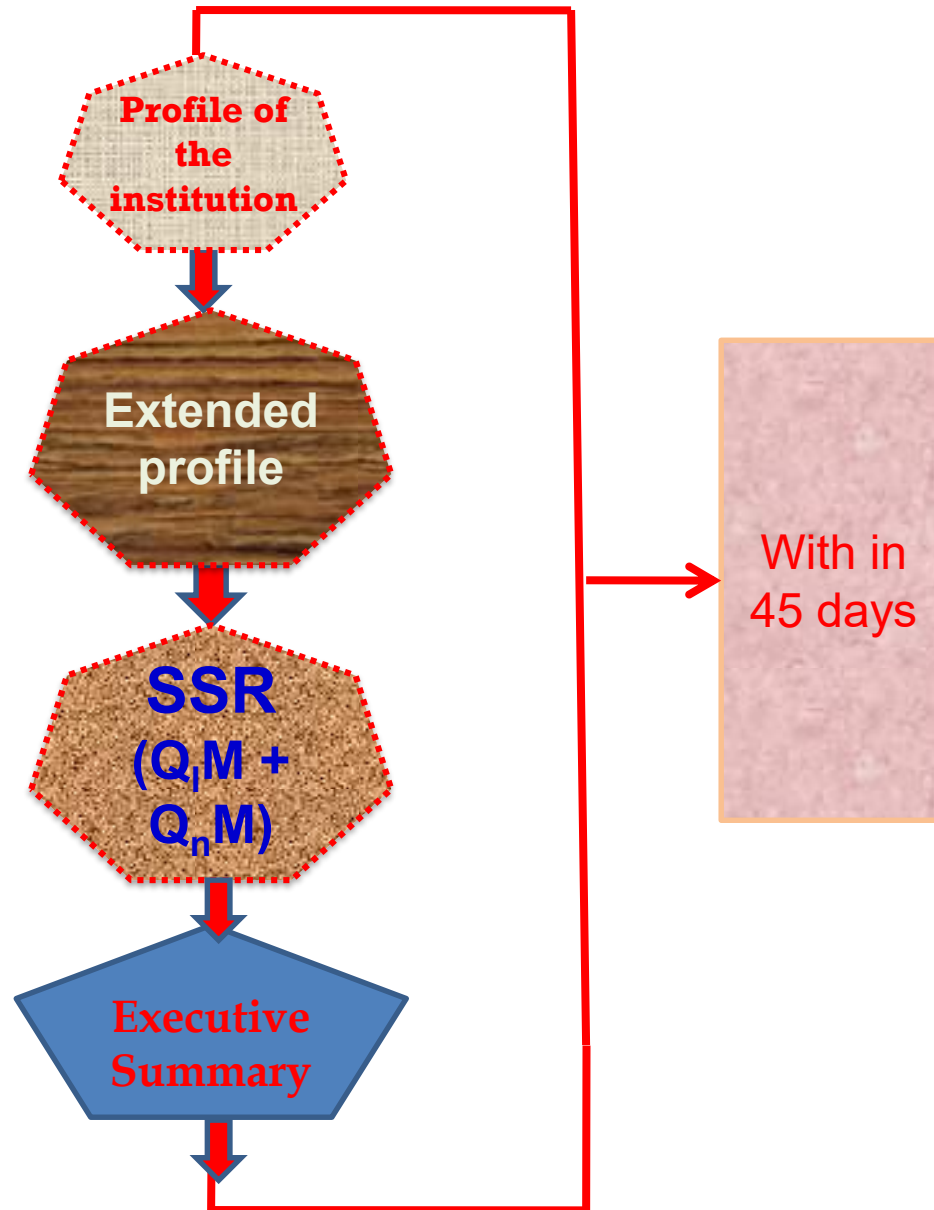 Profile of
the
institution
Extended
profile
SSR
(QlM +
QnM)
Executive
Summary
With in
45 days